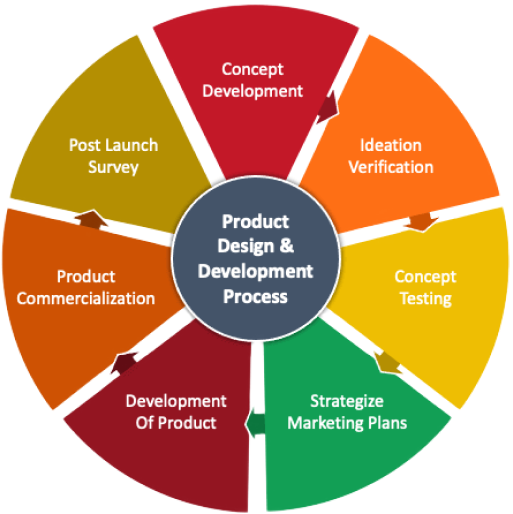 Concept
Development
Ideation
Verification
Concept
Testing
Strategize
Marketing Plans
Development
Of Product
Product
Commercialization
Post Launch
Survey
Product
Design &
Development
Process